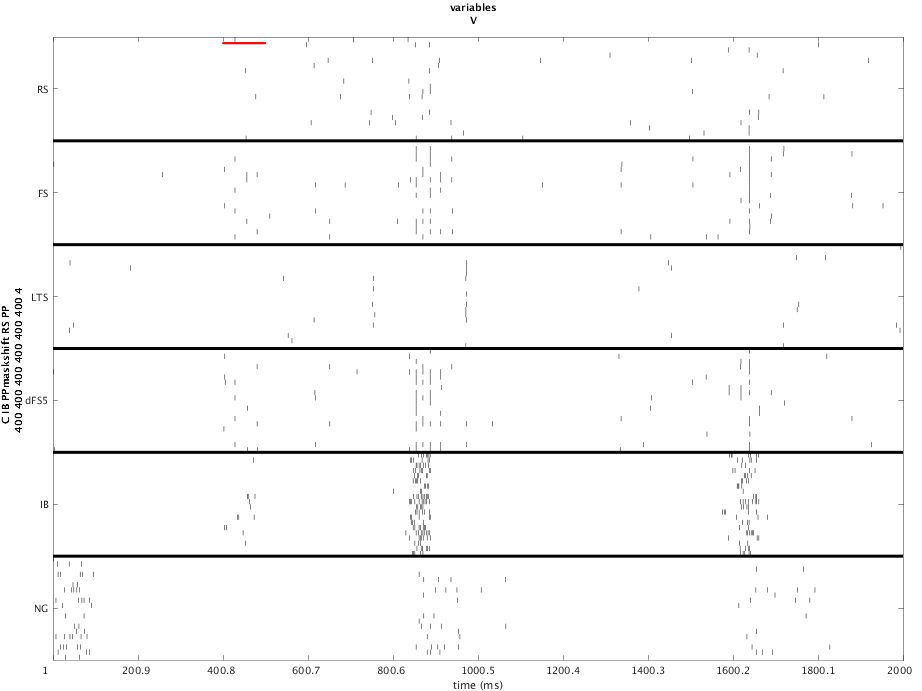 variables
V
RS
FS
LTS
dFS5
IB
NG
C IB PPmaskshift RS PP
400 400 400 400 400 400 4
1
200.9
400.8
600.7
800.6
1000.5
1200.4
1400.3
1600.2
1800.1
2000
time (ms)